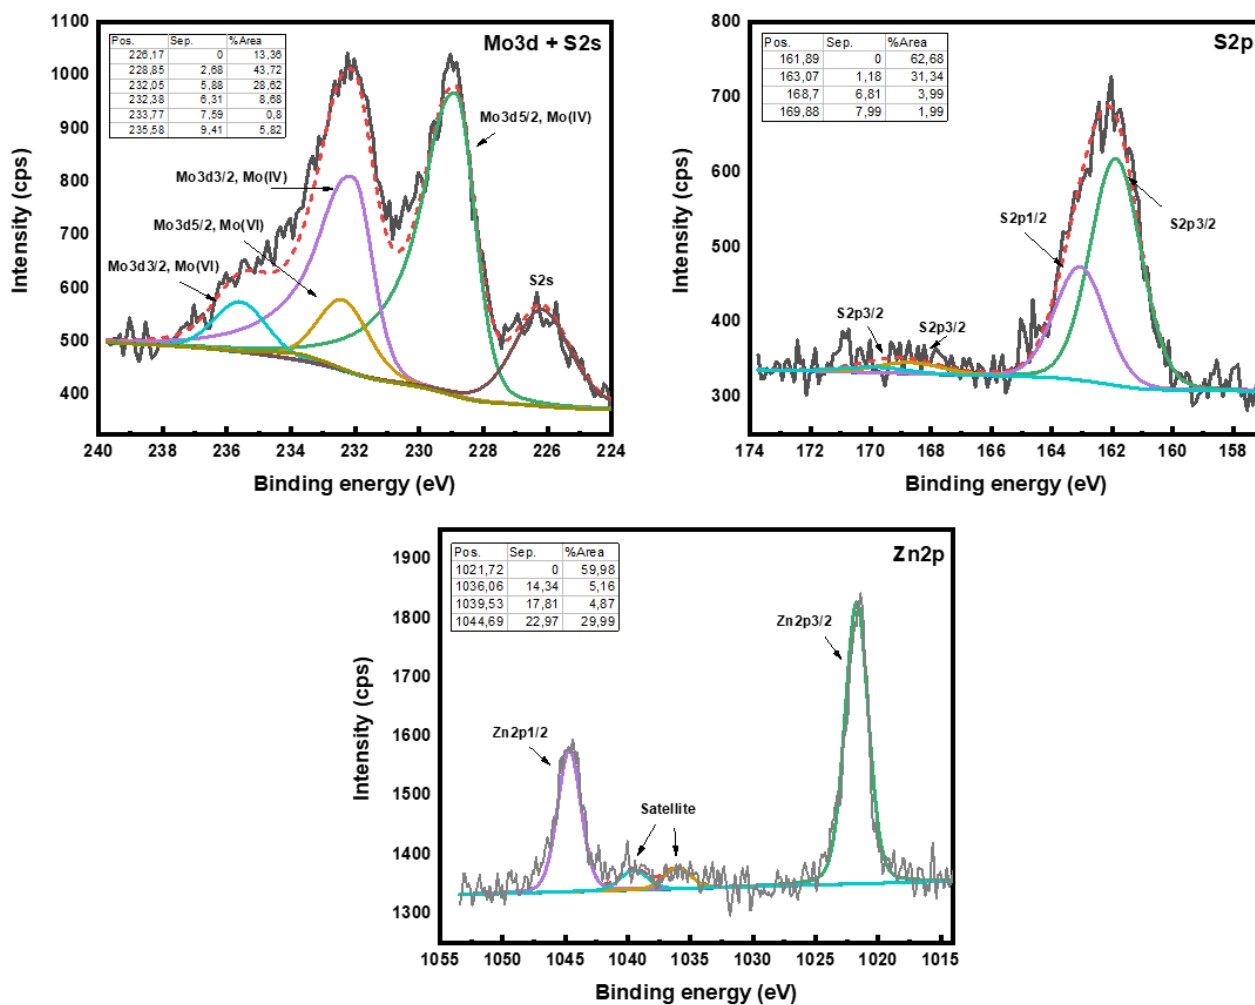 Mo3d + S2s
Pos. Sep. %Area
226,17 0 13,36
228,85 2,68 43,72
232,05 5,88 28,62
232,38 6,31 8,68
233,77 7,59 0,8
235,58 9,41 5,82
Mo3d5/2, Mo(IV)
Mo3d3/2, Mo(IV)
Mo3d5/2, Mo(VI)
Mo3d3/2, Mo(VI)
S2s
1100
1000
900
800
700
600
500
400
Intensity (cps)
240 238 236 234 232 230 228 226 224
Binding energy (eV)
S2p
Pos. Sep. %Area
161,89 0 62,68
163,07 1,18 31,34
168,7 6,81 3,99
169,88 7,99 1,99
S2p1/2
S2p3/2
S2p3/2
S2p3/2
800
700
600
500
400
300
Intensity (cps)
174 172 170 168 166 164 162 160 158
Binding energy (eV)
Zn2p
Pos. Sep. %Area
1021,72 0 59,98
1036,06 14,34 5,16
1039,53 17,81 4,87
1044,69 22,97 29,99
Zn2p3/2
Zn2p1/2
Satellite
1900
1800
1700
1600
1500
1400
1300
Intensity (cps)
1055 1045 1040 1035 1030 1025 1020 1015
Binding energy (eV)